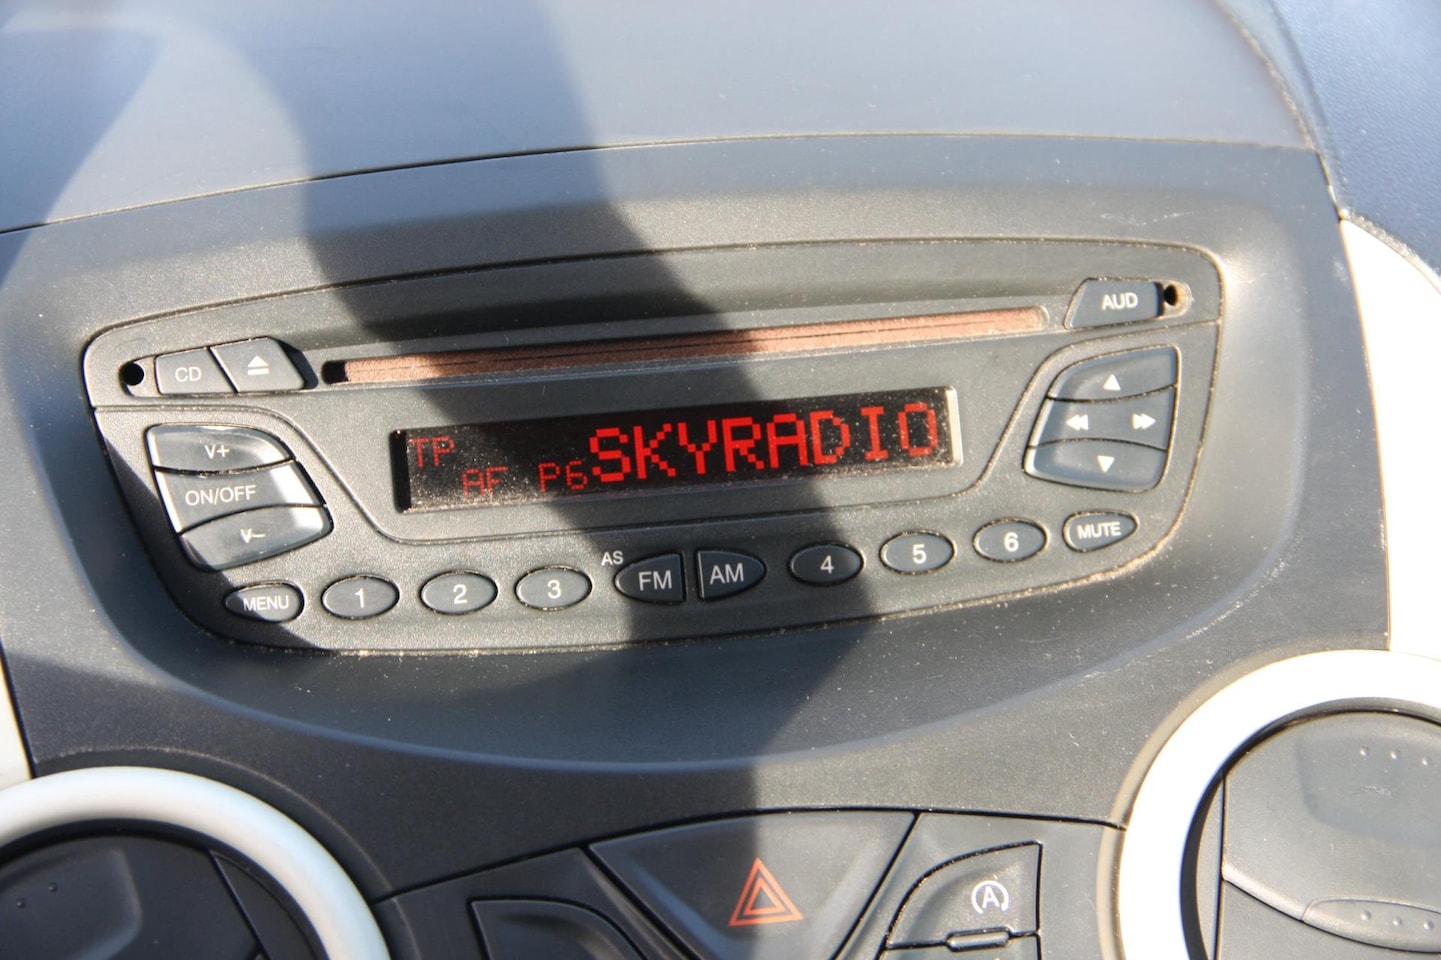 AUD
CD
TP
AF P6 SKYRADIO
V+
ON/OFF
V–
MENU 1 2 3 AS FM AM 4 5 6 MUTE
A